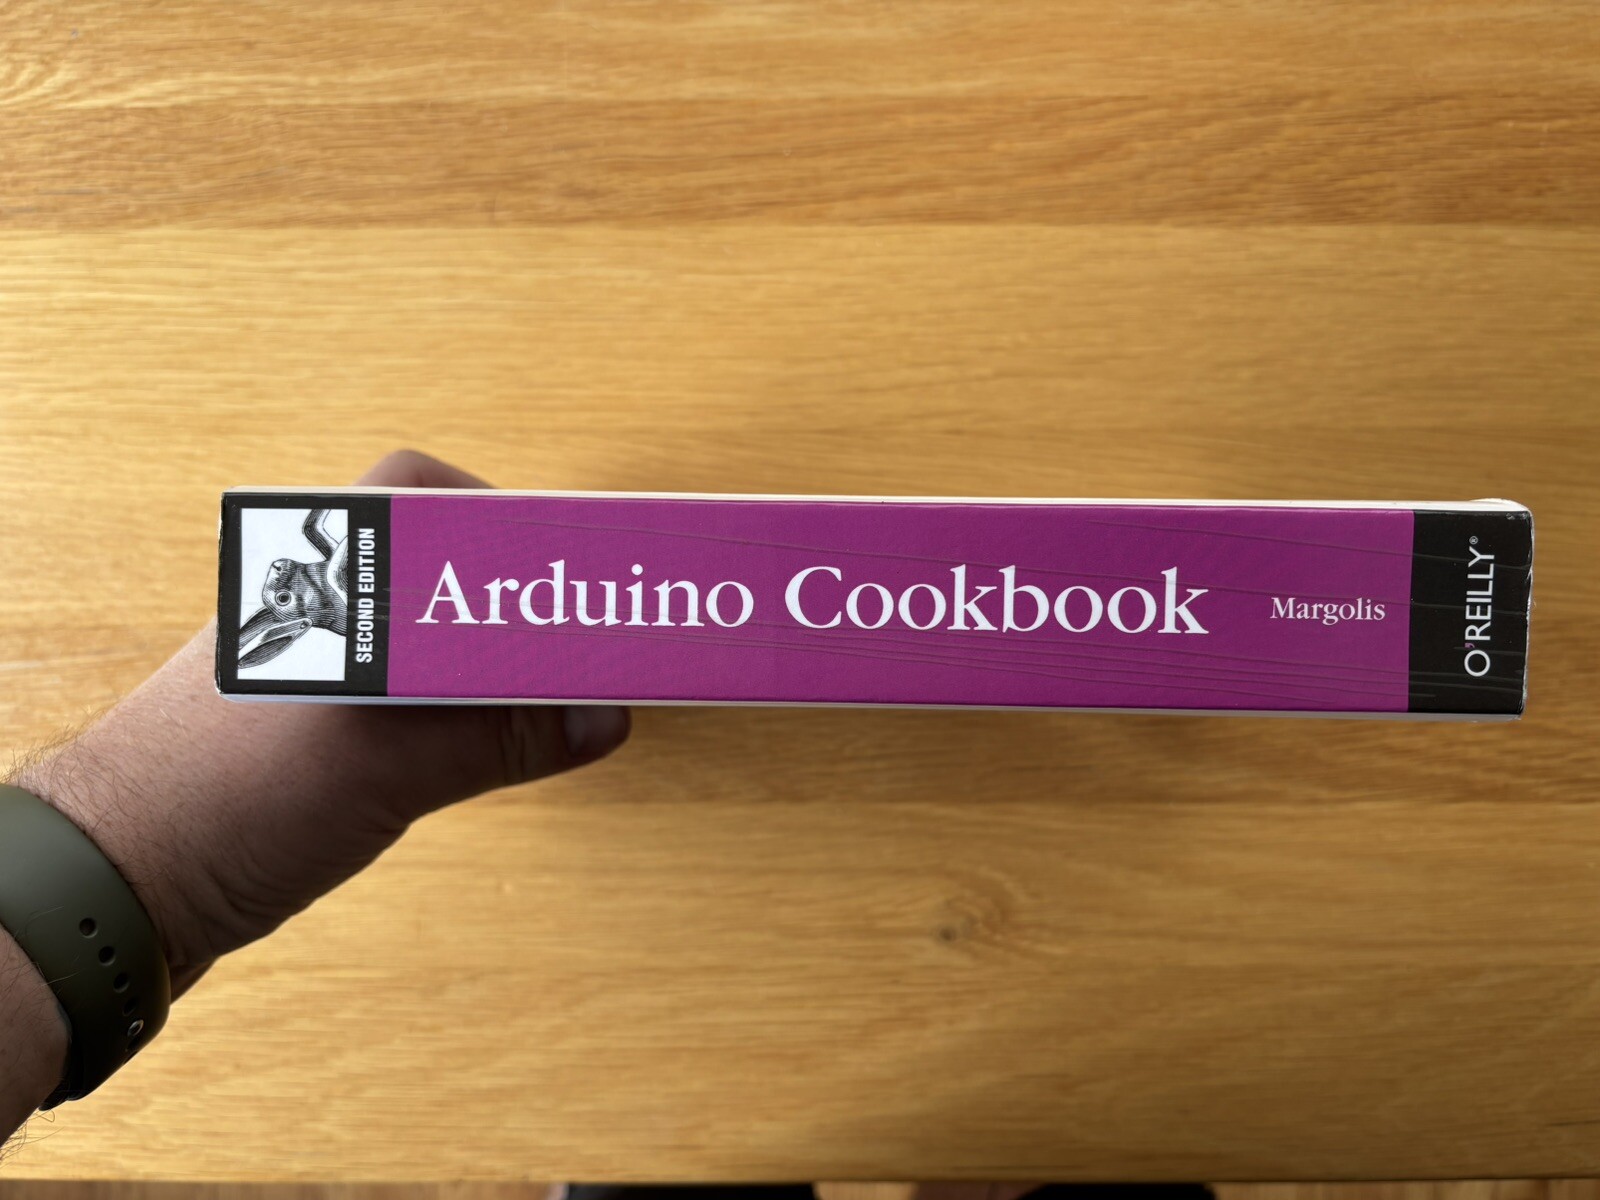 SECOND EDITION
Arduino Cookbook
Margolis
O'REILLY®